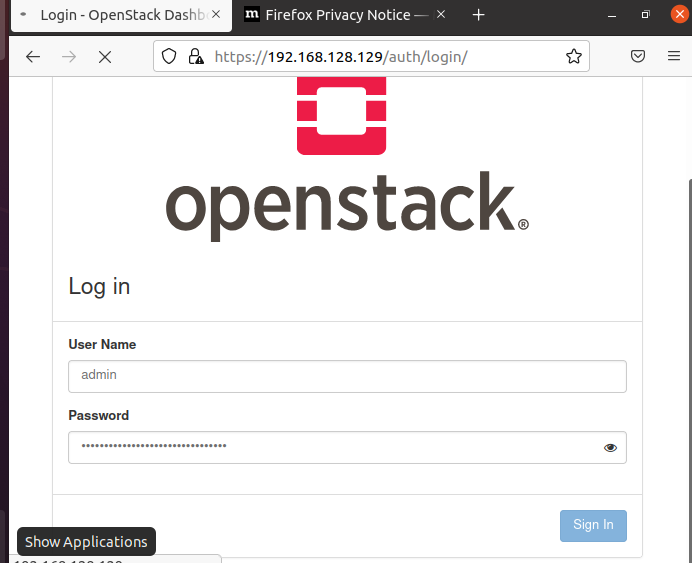 Login - OpenStack Dashbo
m Firefox Privacy Notice —
https://192.168.128.129/auth/login/
openstack®
Log in
User Name
admin
Password
Sign In
Show Applications